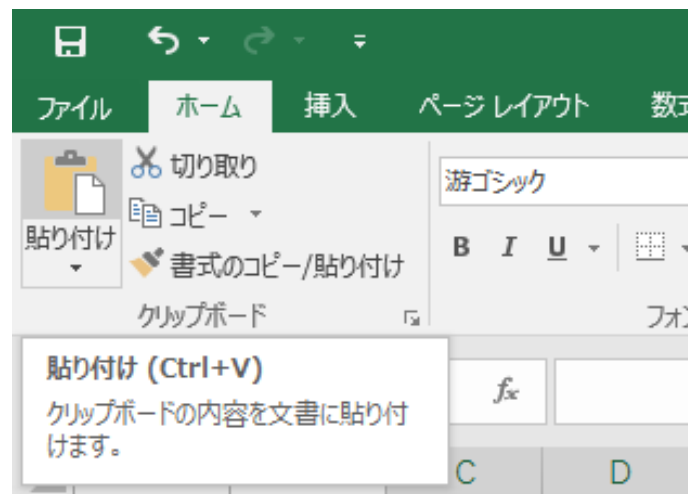 ファイル ホーム 挿入 ページ レイアウト
切り取り
コピー
貼り付け
書式のコピー/貼り付け
クリップボード
游ゴシック
B I U
貼り付け (Ctrl+V)
クリップボードの内容を文書に貼り付
けます。
fx
C D